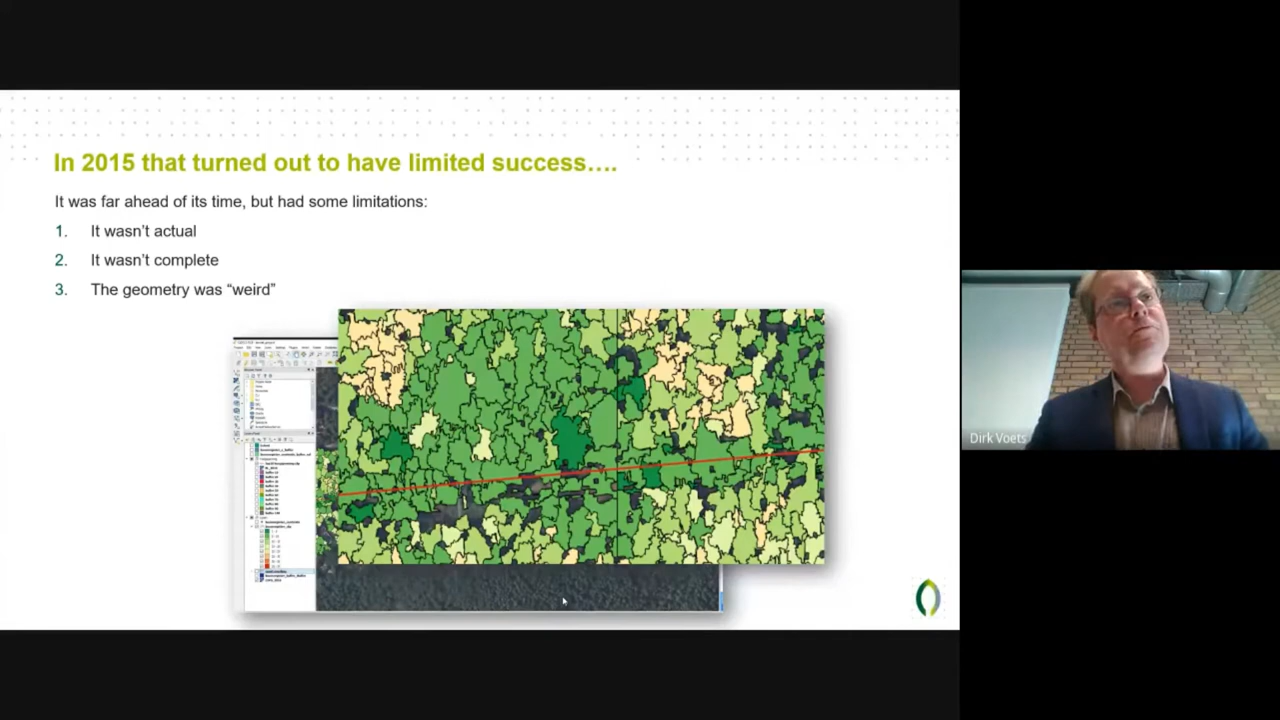 In 2015 that turned out to have limited success….
It was far ahead of its time, but had some limitations:
1. It wasn't actual
2. It wasn't complete
3. The geometry was “weird”
Dirk Voets